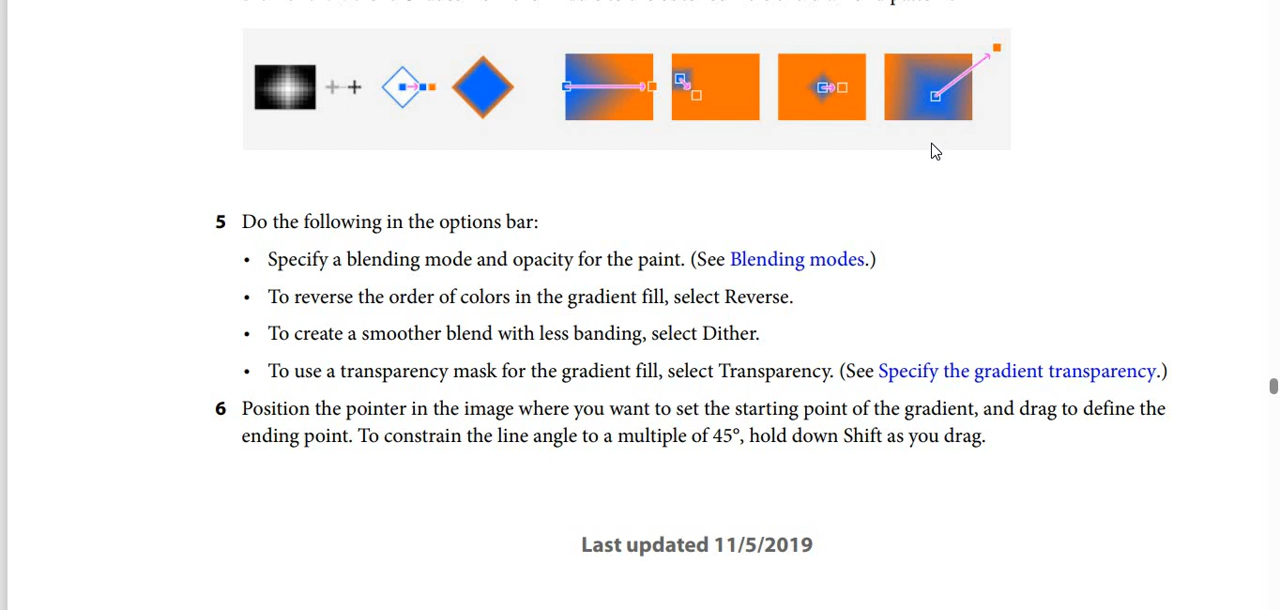 5 Do the following in the options bar:
• Specify a blending mode and opacity for the paint. (See Blending modes.)
• To reverse the order of colors in the gradient fill, select Reverse.
• To create a smoother blend with less banding, select Dither.
• To use a transparency mask for the gradient fill, select Transparency. (See Specify the gradient transparency.)
6 Position the pointer in the image where you want to set the starting point of the gradient, and drag to define the
ending point. To constrain the line angle to a multiple of 45°, hold down Shift as you drag.
Last updated 11/5/2019